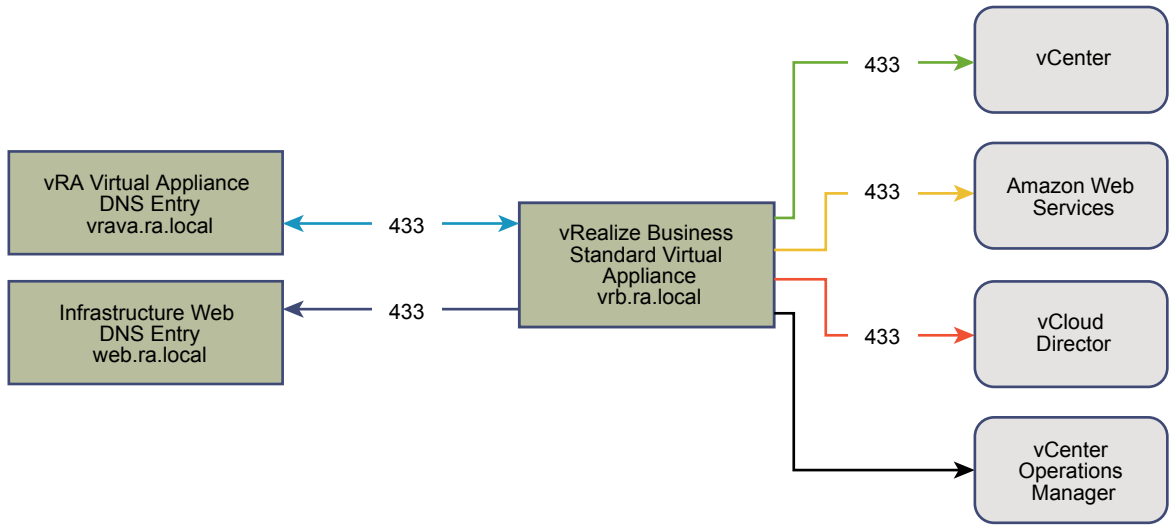 vRA Virtual Appliance
DNS Entry
vrava.ra.local
433
Infrastructure Web
DNS Entry
web.ra.local
433
vRealize Business
Standard Virtual
Appliance
vrb.ra.local
433
vCenter
433
Amazon Web
Services
433
vCloud
Director
vCenter
Operations
Manager